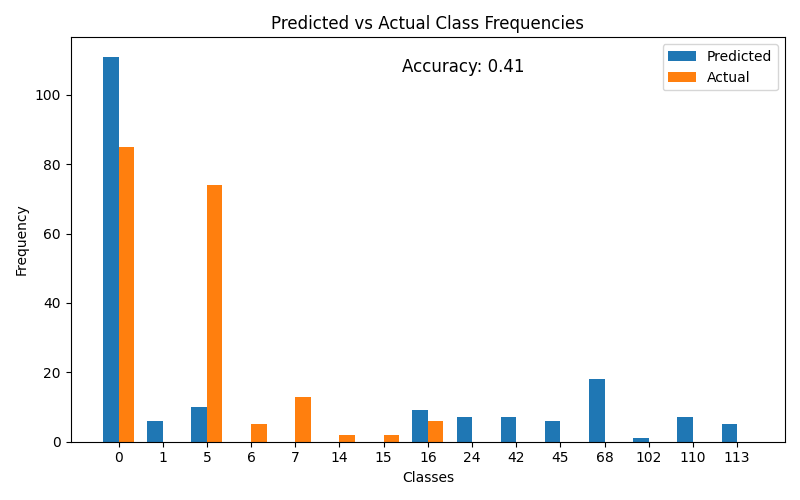 Predicted vs Actual Class Frequencies
Accuracy: 0.41
Predicted
Actual
Frequency
100
80
60
40
20
0
0 1 5 6 7 14 15 16 24 42 45 68 102 110 113
Classes